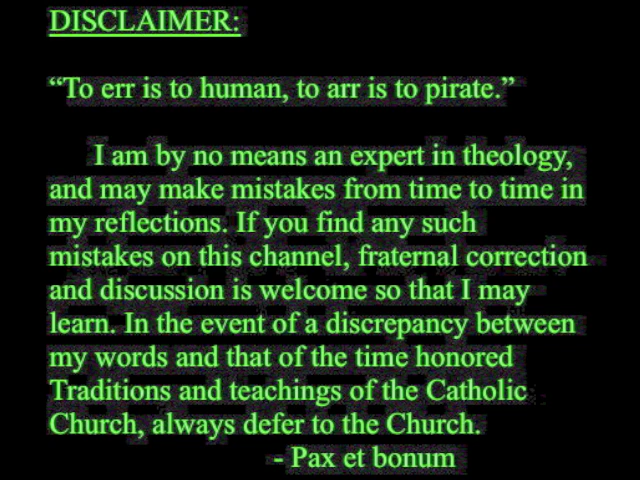 DISCLAIMER:
“To err is to human, to arr is to pirate.”
I am by no means an expert in theology,
and may make mistakes from time to time in
my reflections. If you find any such
mistakes on this channel, fraternal correction
and discussion is welcome so that I may
learn. In the event of a discrepancy between
my words and that of the time honored
Traditions and teachings of the Catholic
Church, always defer to the Church.
- Pax et bonum